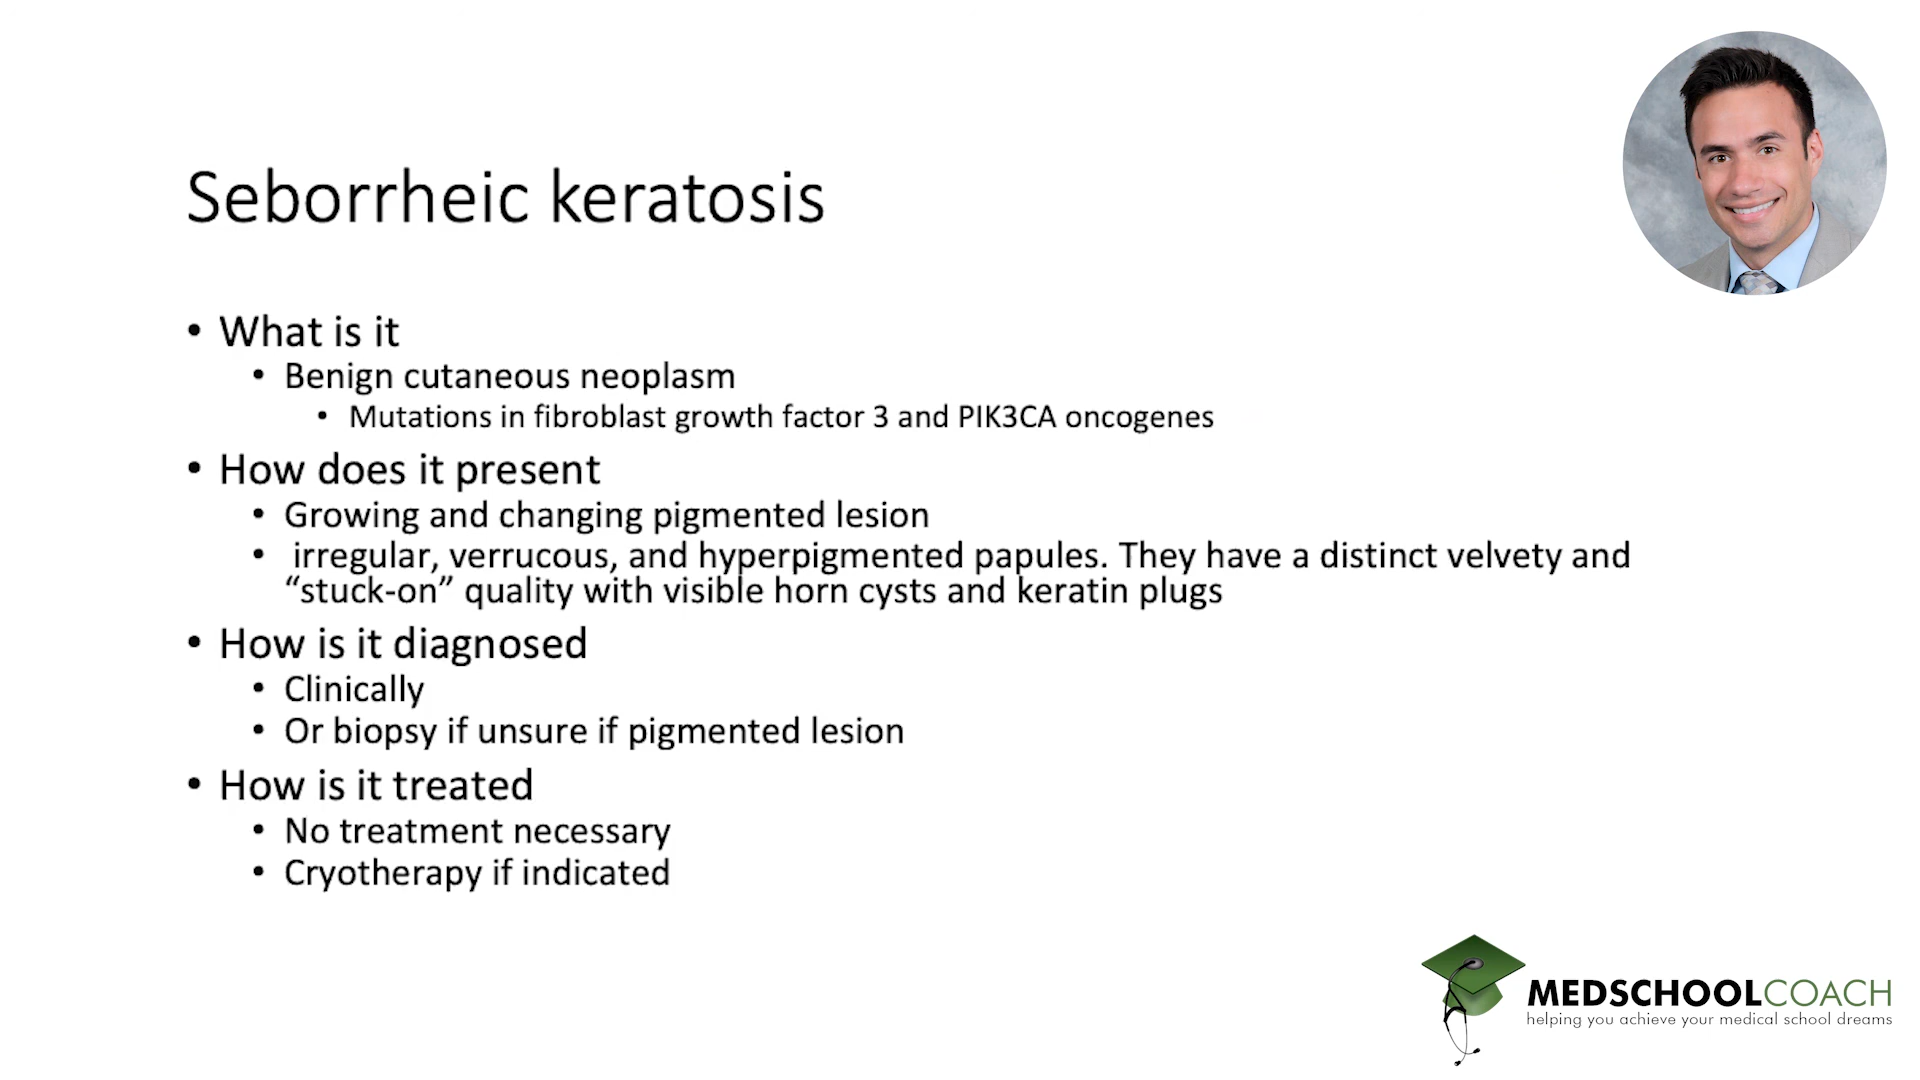 Seborrheic keratosis
• What is it
• Benign cutaneous neoplasm
• Mutations in fibroblast growth factor 3 and PIK3CA oncogenes
• How does it present
• Growing and changing pigmented lesion
• irregular, verrucous, and hyperpigmented papules. They have a distinct velvety and
“stuck-on” quality with visible horn cysts and keratin plugs
• How is it diagnosed
• Clinically
• Or biopsy if unsure if pigmented lesion
• How is it treated
• No treatment necessary
• Cryotherapy if indicated
MEDSCHOOLCOACH
helping you achieve your medical school dreams